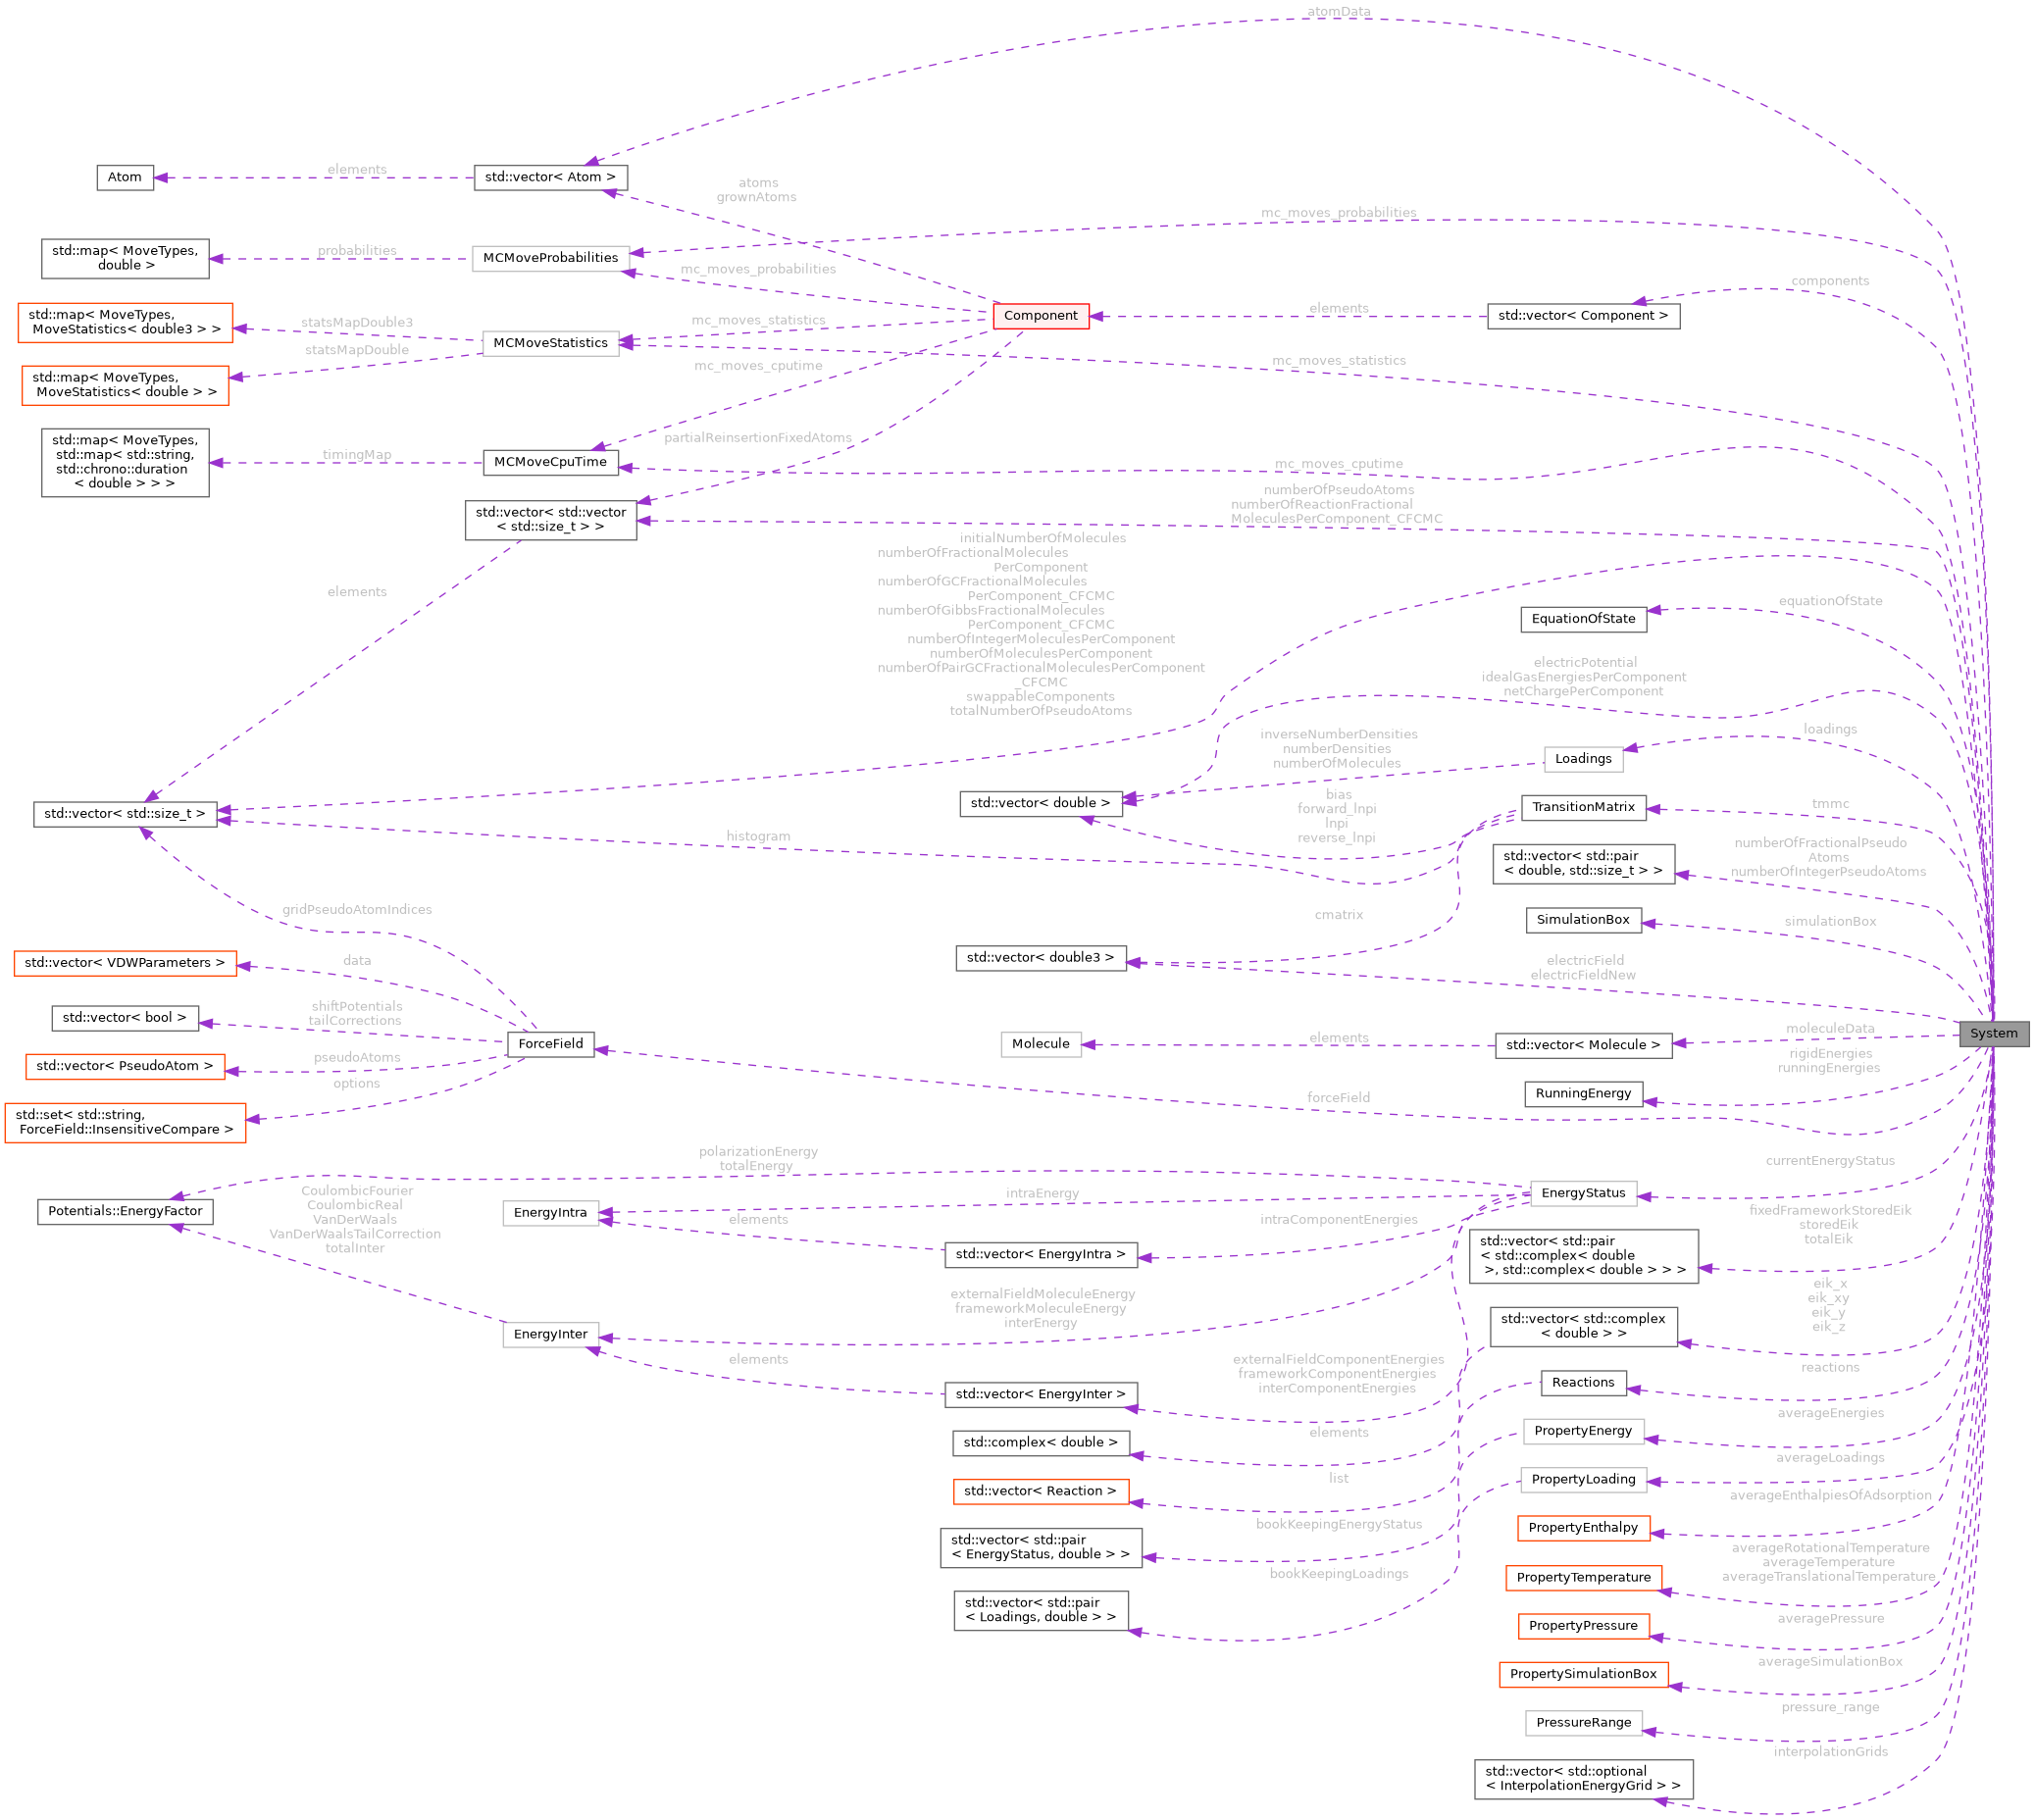 atomData
Atom
elements
std::vector< Atom >
atoms
grownAtoms
mc_moves_probabilities
std::map< MoveTypes,
double >
probabilities
MCMoveProbabilities
mc_moves_probabilities
components
std::map< MoveTypes,
MoveStatistics< double3 > >
statsMapDouble3
mc_moves_statistics
Component
elements
std::vector< Component >
MCMoveStatistics
statsMapDouble
mc_moves_statistics
std::map< MoveTypes,
MoveStatistics< double > >
mc_moves_cputime
std::map< MoveTypes,
std::map< std::string,
std::chrono::duration
< double > > >
timingMap
MCMoveCpuTime
partialReinsertionFixedAtoms
mc_moves_cputime
std::vector< std::vector
< std::size_t > >
numberOfPseudoAtoms
numberOfReactionFractional
MoleculesPerComponent_CFCMC
elements
initialNumberOfMolecules
numberOfFractionalMolecules
PerComponent
numberOfGCFractionalMolecules
PerComponent_CFCMC
numberOfGibbsFractionalMolecules
PerComponent_CFCMC
numberOfIntegerMoleculesPerComponent
numberOfMoleculesPerComponent
numberOfPairGCFractionalMoleculesPerComponent
_CFCMC
swappableComponents
totalNumberOfPseudoAtoms
EquationOfState
equationOfState
electricPotential
idealGasEnergiesPerComponent
netChargePerComponent
inverseNumberDensities
numberDensities
numberOfMolecules
Loadings
loadings
std::vector< std::size_t >
std::vector< double >
bias
forward_lnpi
lnpi
reverse_lnpi
TransitionMatrix
tmmc
histogram
std::vector< std::pair
< double, std::size_t > >
numberOfFractionalPseudo
Atoms
numberOfIntegerPseudoAtoms
gridPseudoAtomIndices
cmatrix
SimulationBox
simulationBox
std::vector< VDWParameters >
data
std::vector< double3 >
electricField
electricFieldNew
std::vector< bool >
shiftPotentials
tailCorrections
ForceField
Molecule
elements
std::vector< Molecule >
moleculeData
System
std::vector< PseudoAtom >
pseudoAtoms
rigidEnergies
runningEnergies
RunningEnergy
options
forceField
std::set< std::string,
ForceField::InsensitiveCompare >
polarizationEnergy
totalEnergy
currentEnergyStatus
Potentials::EnergyFactor
CoulombicFourier
CoulombicReal
VanDerWaals
VanDerWaalsTailCorrection
totalInter
EnergyIntra
intraEnergy
EnergyStatus
elements
intraComponentEnergies
std::vector< EnergyIntra >
std::vector< std::pair
< std::complex< double
>, std::complex< double > > >
fixedFrameworkStoredEik
storedEik
totalEik
externalFieldMoleculeEnergy
frameworkMoleculeEnergy
interEnergy
EnergyInter
std::vector< std::complex
< double > >
eik_x
eik_xy
eik_y
eik_z
elements
std::vector< EnergyInter >
externalFieldComponentEnergies
frameworkComponentEnergies
interComponentEnergies
Reactions
reactions
std::complex< double >
elements
PropertyEnergy
averageEnergies
std::vector< Reaction >
list
PropertyLoading
averageLoadings
std::vector< std::pair
< EnergyStatus, double > >
bookKeepingEnergyStatus
PropertyEnthalpy
averageEnthalpiesOfAdsorption
std::vector< std::pair
< Loadings, double > >
bookKeepingLoadings
PropertyTemperature
averageRotationalTemperature
averageTemperature
averageTranslationalTemperature
PropertyPressure
averagePressure
PropertySimulationBox
averageSimulationBox
PressureRange
pressure_range
std::vector< std::optional
< InterpolationEnergyGrid > >
interpolationGrids